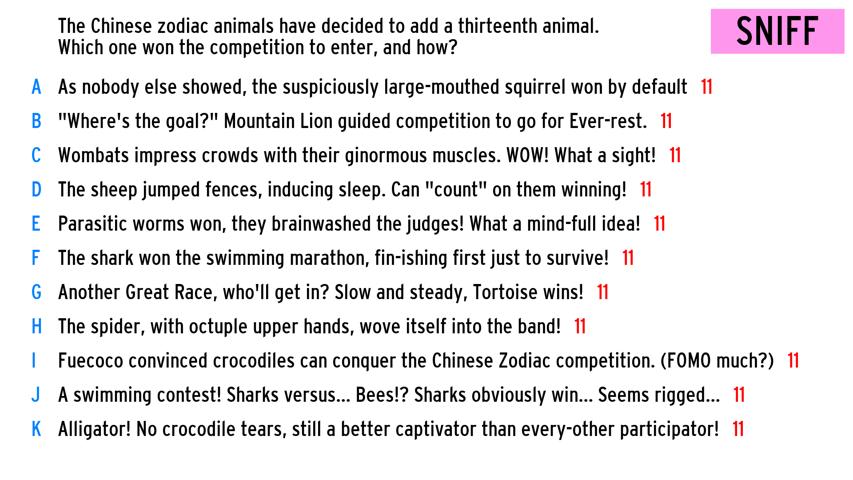 The Chinese zodiac animals have decided to add a thirteenth animal.
Which one won the competition to enter, and how?
SNIFF
A As nobody else showed, the suspiciously large-mouthed squirrel won by default 11
B "Where's the goal?" Mountain Lion guided competition to go for Ever-rest. 11
C Wombats impress crowds with their ginormous muscles. WOW! What a sight! 11
D The sheep jumped fences, inducing sleep. Can "count" on them winning! 11
E Parasitic worms won, they brainwashed the judges! What a mind-full idea! 11
F The shark won the swimming marathon, fin-ishing first just to survive! 11
G Another Great Race, who'll get in? Slow and steady, Tortoise wins! 11
H The spider, with octuple upper hands, wove itself into the band! 11
I Fuecoco convinced crocodiles can conquer the Chinese Zodiac competition. (FOMO much?) 11
J A swimming contest! Sharks versus... Bees!? Sharks obviously win... Seems rigged... 11
K Alligator! No crocodile tears, still a better captivator than every-other participator! 11